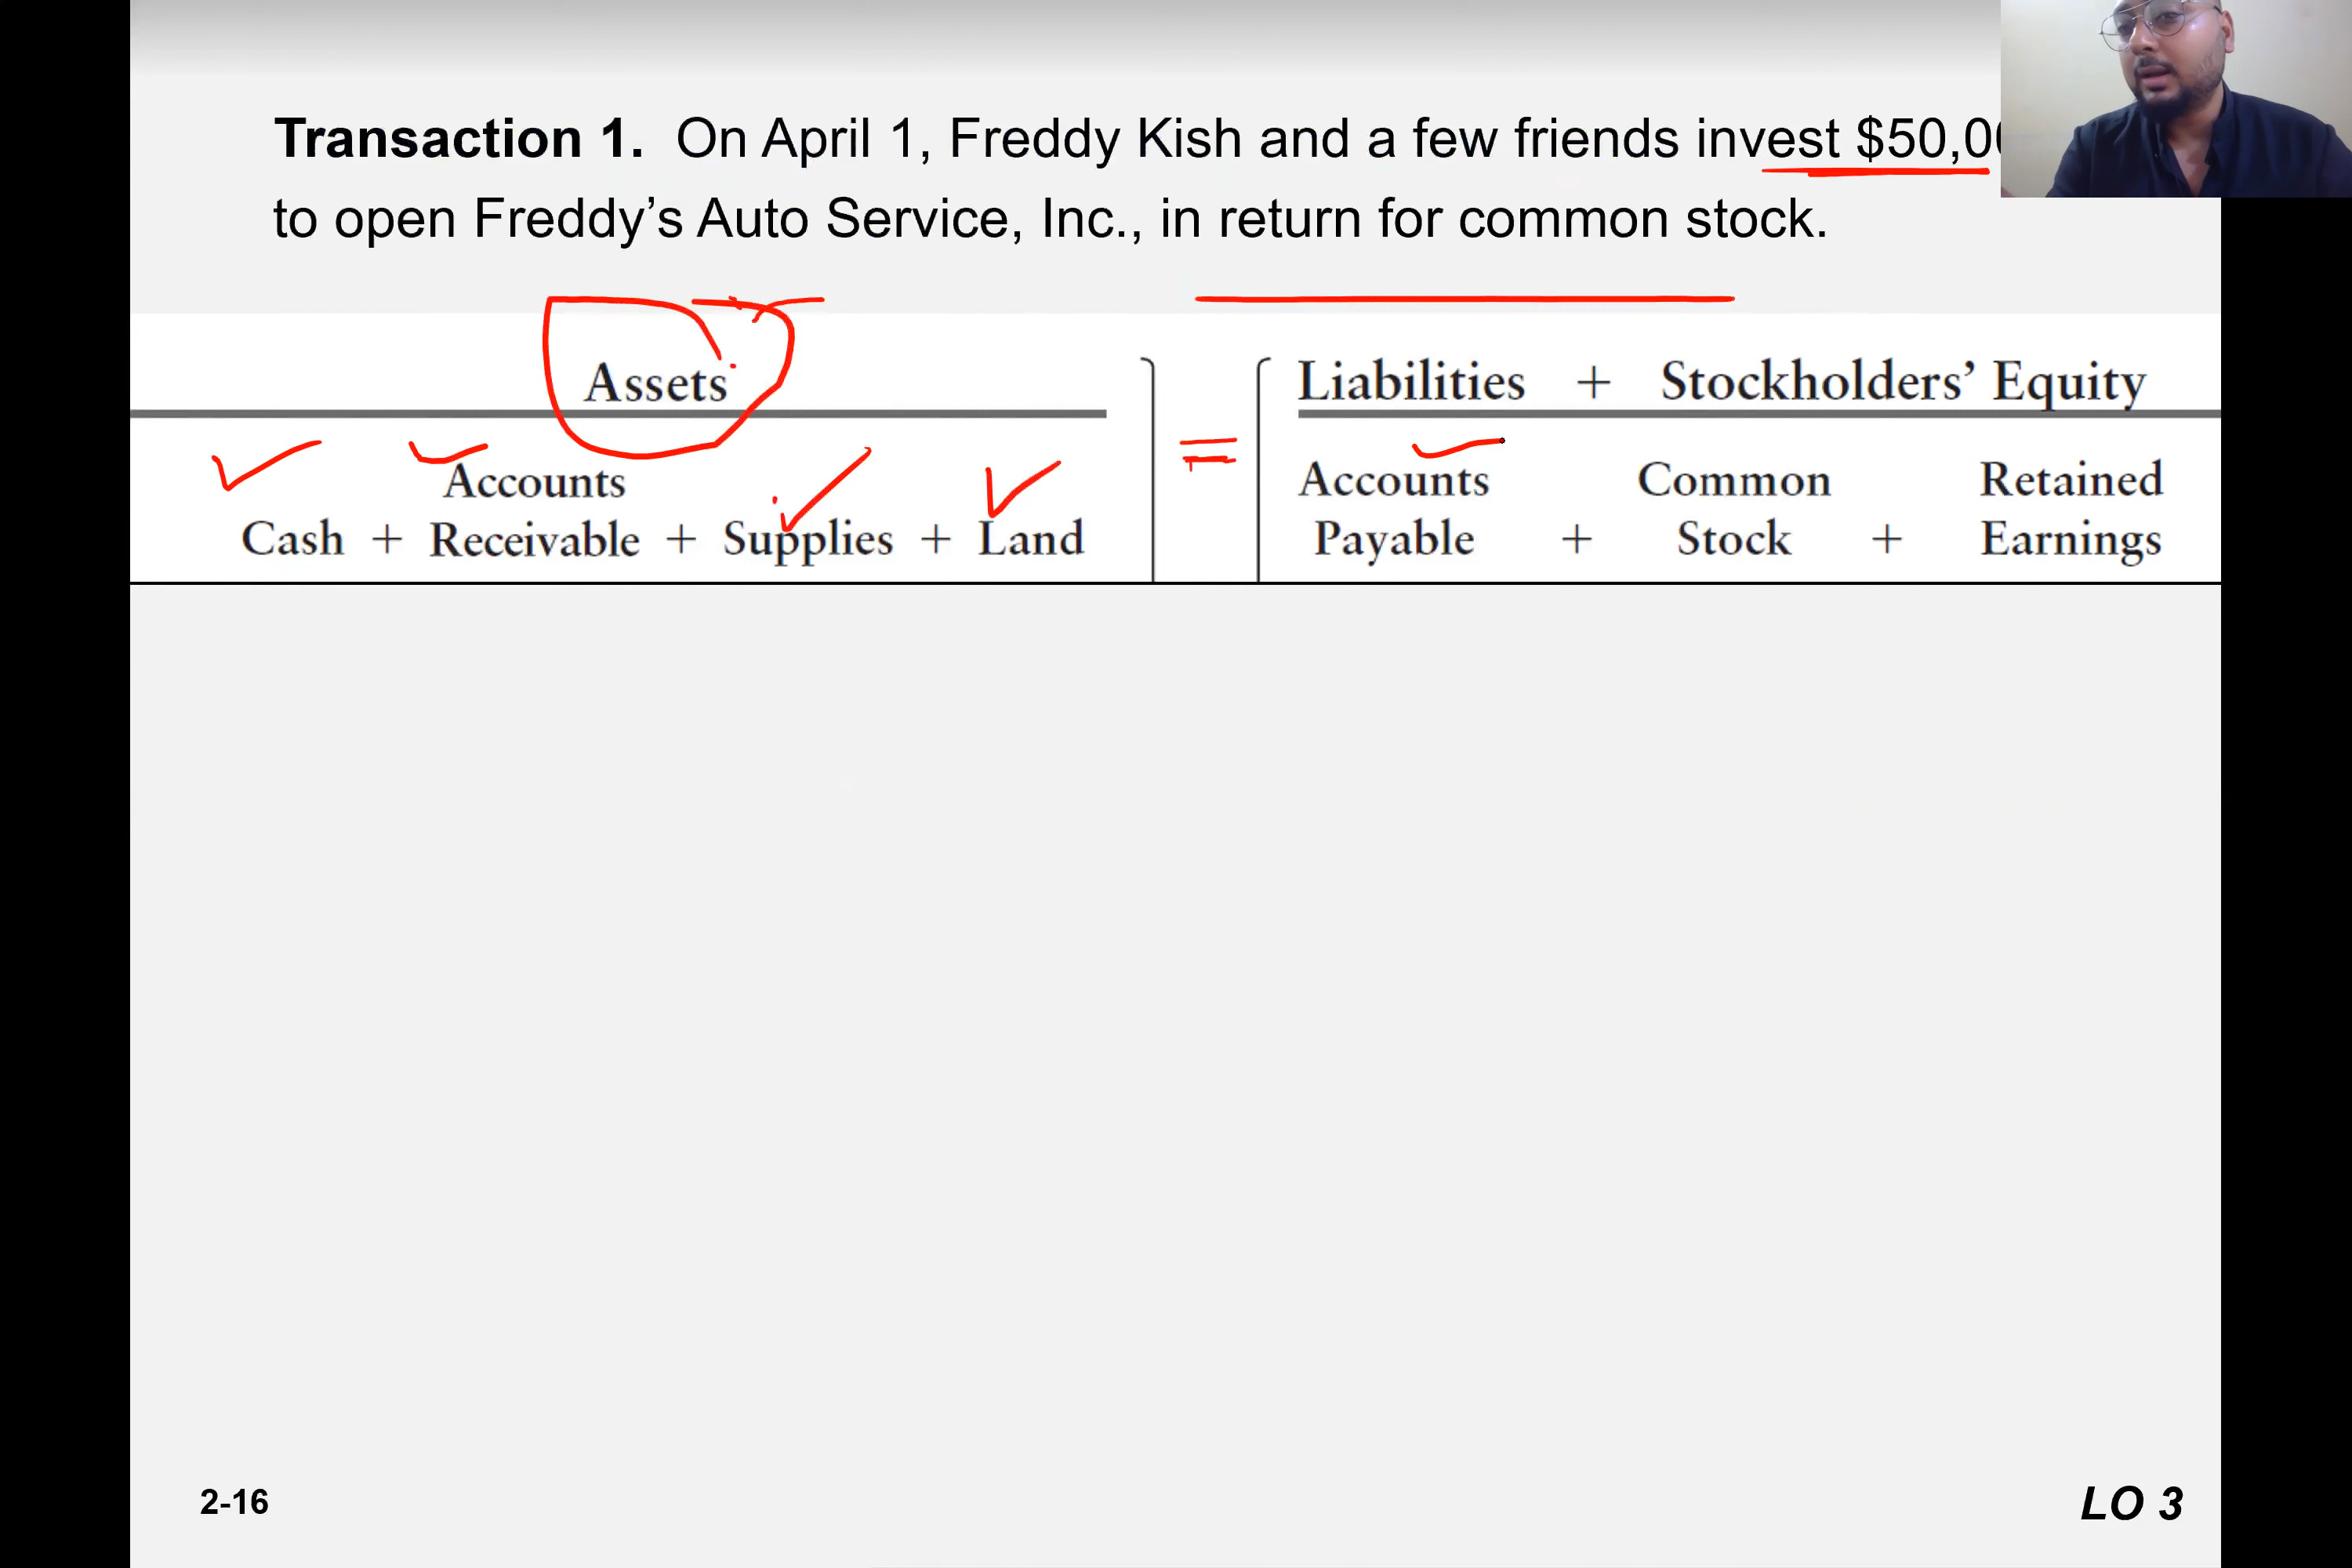 Transaction 1. On April 1, Freddy Kish and a few friends invest $50,0
to open Freddy’s Auto Service, Inc., in return for common stock.
Assets Liabilities + Stockholders’ Equity
Accounts Accounts Common Retained
Cash + Receivable + Supplies + Land = Payable + Stock + Earnings
2-16 LO 3